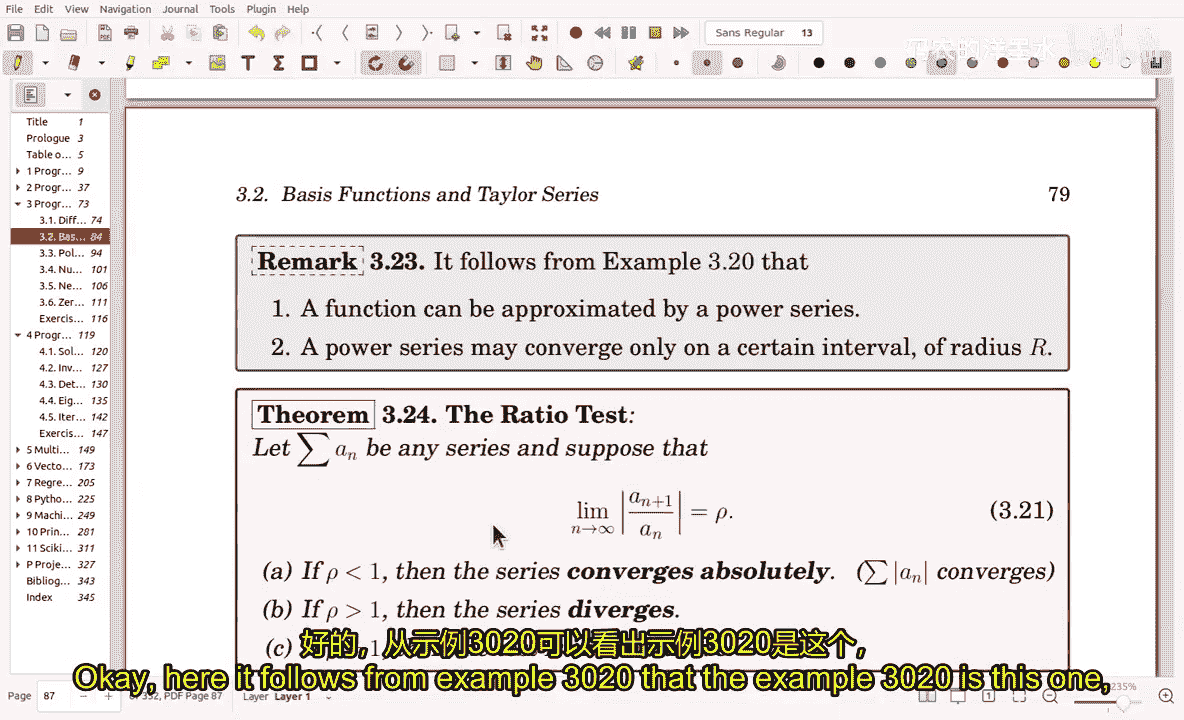 File Edit View Navigation Journal Tools Plugin Help
Sans Regular 13
Title 1
Prologue 3
Table o... 5
1 Progr... 9
2 Progr... 37
3 Progr... 73
3.1. Diff... 74
3.2. Bas... 84
3.3. Pol... 94
3.4. Nu... 101
3.5. Ne... 106
3.6. Zer... 111
Exercis... 116
4 Progr... 119
4.1. Sol... 120
4.2. Inv... 127
4.3. Det... 130
4.4. Eig... 135
4.5. Iter... 142
Exercis... 147
5 Multi... 149
6 Vecto... 173
7 Regre... 205
8 Pytho... 225
9 Machi... 249
10 Prin... 281
11 Sciki... 311
P Proje... 327
Bibliog... 343
Index 345
3.2. Basis Functions and Taylor Series 79
Remark 3.23. It follows from Example 3.20 that
1. A function can be approximated by a power series.
2. A power series may converge only on a certain interval, of radius R.
Theorem 3.24. The Ratio Test:
Let ∑ aₙ be any series and suppose that
lim n→∞ |aₙ₊₁/aₙ| = ρ. (3.21)
(a) If ρ < 1, then the series converges absolutely. (∑ |aₙ| converges)
(b) If ρ > 1, then the series diverges.
(c)
好的，从示例3020可以看出示例3020是这个，
Okay, here it follows from example 3020 that the example 3020 is this one,
Page 87 PDF Page 87 Layer Layer 1 235%